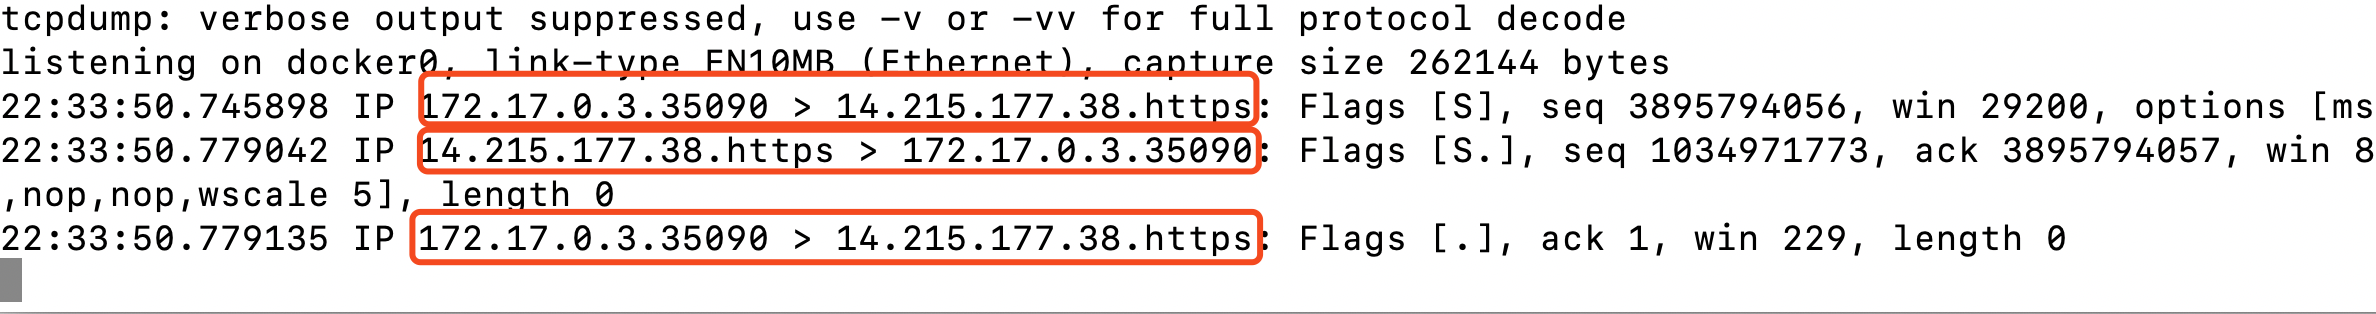 tcpdump: verbose output suppressed, use -v or -vv for full protocol decode
listening on docker0, link-type EN10MB (Ethernet), capture size 262144 bytes
22:33:50.745898 IP 172.17.0.3.35090 > 14.215.177.38.https: Flags [S], seq 3895794056, win 29200, options [ms
22:33:50.779042 IP 14.215.177.38.https > 172.17.0.3.35090: Flags [S.], seq 1034971773, ack 3895794057, win 8
,nop,nop,wscale 5], length 0
22:33:50.779135 IP 172.17.0.3.35090 > 14.215.177.38.https: Flags [.], ack 1, win 229, length 0